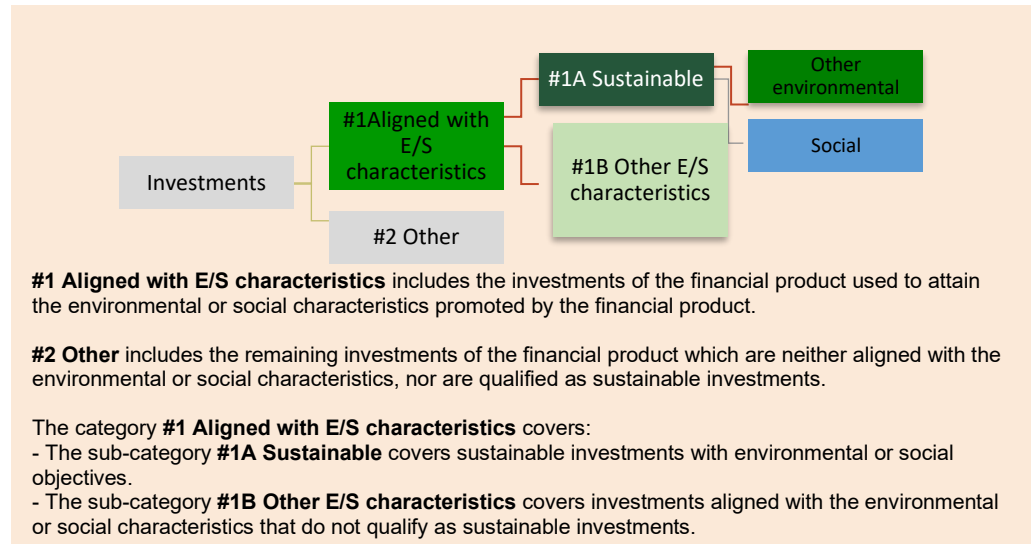 #1A Sustainable
Other
environmental
#1Aligned with
E/S
characteristics
Social
#1B Other E/S
characteristics
Investments
#2 Other
#1 Aligned with E/S characteristics includes the investments of the financial product used to attain
the environmental or social characteristics promoted by the financial product.
#2 Other includes the remaining investments of the financial product which are neither aligned with the
environmental or social characteristics, nor are qualified as sustainable investments.
The category #1 Aligned with E/S characteristics covers:
- The sub-category #1A Sustainable covers sustainable investments with environmental or social
objectives.
- The sub-category #1B Other E/S characteristics covers investments aligned with the environmental
or social characteristics that do not qualify as sustainable investments.